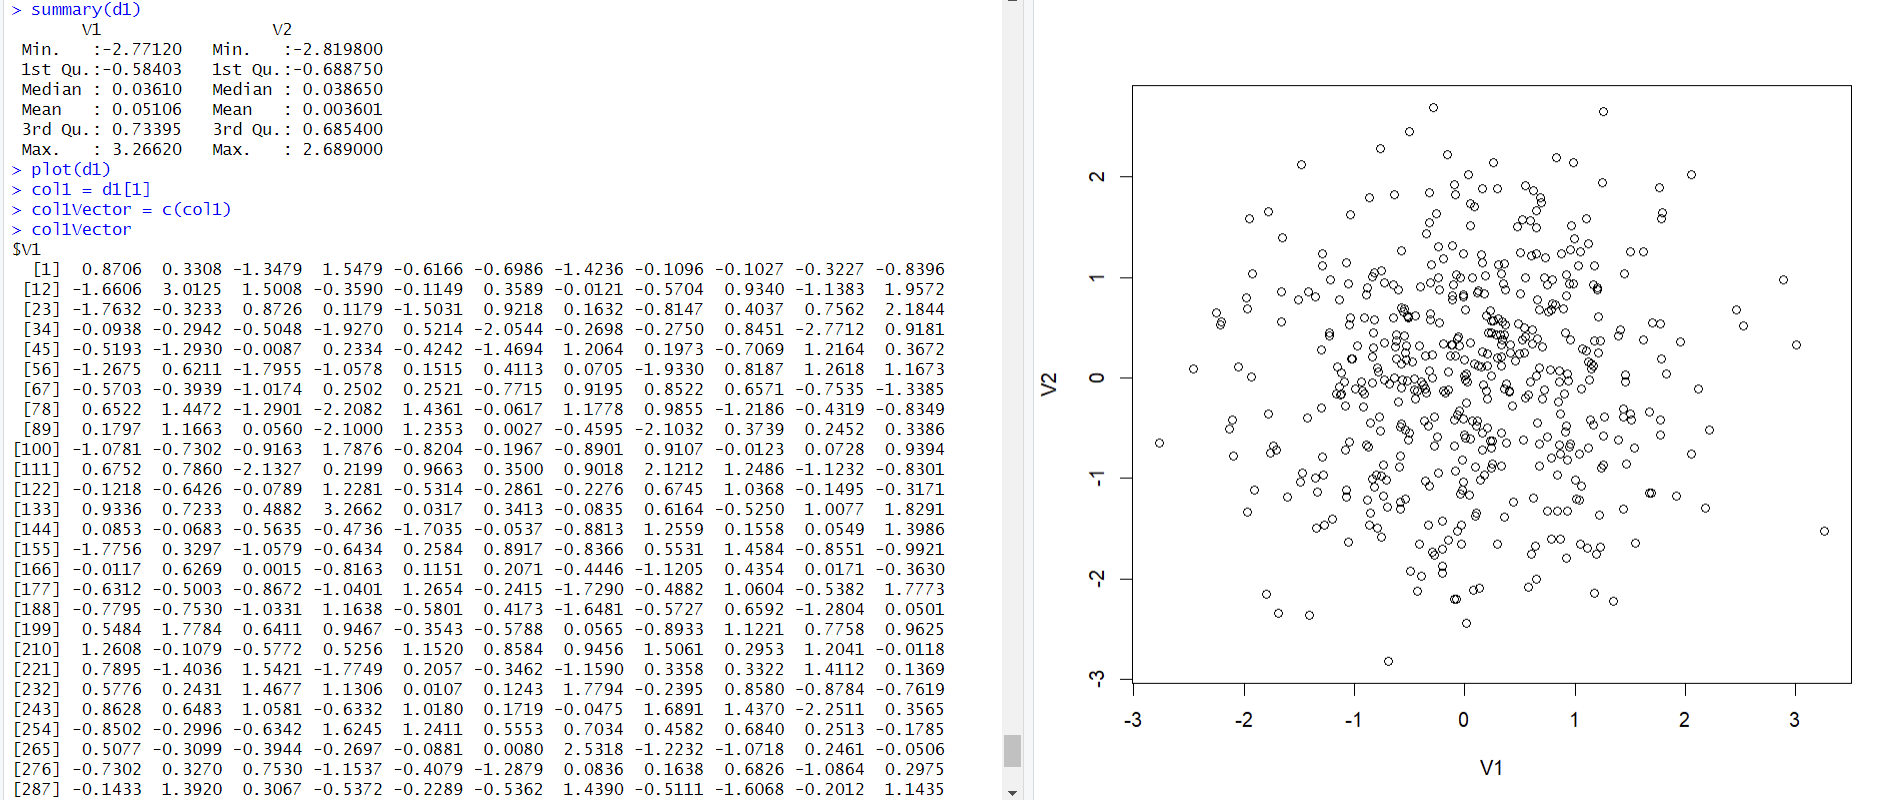 > summary(d1)
       V1                 V2
 Min.   :-2.77120   Min.   :-2.819800
 1st Qu.:-0.58403   1st Qu.:-0.688750
 Median : 0.03610   Median : 0.038650
 Mean   : 0.05106   Mean   : 0.003601
 3rd Qu.: 0.73395   3rd Qu.: 0.685400
 Max.   : 3.26620   Max.   : 2.689000
> plot(d1)
> col1 = d1[1]
> col1Vector = c(col1)
> col1Vector
$V1
  [1]  0.8706  0.3308 -1.3479  1.5479 -0.6166 -0.6986 -1.4236 -0.1096 -0.1027 -0.3227 -0.8396
 [12] -1.6606  3.0125  1.5008 -0.3590 -0.1149  0.3589 -0.0121 -0.5704  0.9340 -1.1383  1.9572
 [23] -1.7632 -0.3233  0.8726  0.1179 -1.5031  0.9218  0.1632 -0.8147  0.4037  0.7562  2.1844
 [34] -0.0938 -0.2942 -0.5048 -1.9270  0.5214 -2.0544 -0.2698 -0.2750  0.8451 -2.7712  0.9181
 [45] -0.5193 -1.2930 -0.0087  0.2334 -0.4242 -1.4694  1.2064  0.1973 -0.7069  1.2164  0.3672
 [56] -1.2675  0.6211 -1.7955 -1.0578  0.1515  0.4113  0.0705 -1.9330  0.8187  1.2618  1.1673
 [67] -0.5703 -0.3939 -1.0174  0.2502  0.2521 -0.7715  0.9195  0.8522  0.6571 -0.7535 -1.3385
 [78]  0.6522  1.4472 -1.2901 -2.2082  1.4361 -0.0617  1.1778  0.9855 -1.2186 -0.4319 -0.8349
 [89]  0.1797  1.1663  0.0560 -2.1000  1.2353  0.0027 -0.4595 -2.1032  0.3739  0.2452  0.3386
[100] -1.0781 -0.7302 -0.9163  1.7876 -0.8204 -0.1967 -0.8901  0.9107 -0.0123  0.0728  0.9394
[111]  0.6752  0.7860 -2.1327  0.2199  0.9663  0.3500  0.9018  2.1212  1.2486 -1.1232 -0.8301
[122] -0.1218 -0.6426 -0.0789  1.2281 -0.5314 -0.2861 -0.2276  0.6745  1.0368 -0.1495 -0.3171
[133]  0.9336  0.7233  0.4882  3.2662  0.0317  0.3413 -0.0835  0.6164 -0.5250  1.0077  1.8291
[144]  0.0853 -0.0683 -0.5635 -0.4736 -1.7035 -0.0537 -0.8813  1.2559  0.1558  0.0549  1.3986
[155] -1.7756  0.3297 -1.0579 -0.6434  0.2584  0.8917 -0.8366  0.5531  1.4584 -0.8551 -0.9921
[166] -0.0117  0.6269  0.0015 -0.8163  0.1151  0.2071 -0.4446 -1.1205  0.4354  0.0171 -0.3630
[177] -0.6312 -0.5003 -0.8672 -1.0401  1.2654 -0.2415 -1.7290 -0.4882  1.0604 -0.5382  1.7773
[188] -0.7795 -0.7530 -1.0331  1.1638 -0.5801  0.4173 -1.6481 -0.5727  0.6592 -1.2804  0.0501
[199]  0.5484  1.7784  0.6411  0.9467 -0.3543 -0.5788  0.0565 -0.8933  1.1221  0.7758  0.9625
[210]  1.2608 -0.1079 -0.5772  0.5256  1.1520  0.8584  0.9456  1.5061  0.2953  1.2041 -0.0118
[221]  0.7895 -1.4036  1.5421 -1.7749  0.2057 -0.3462 -1.1590  0.3358  0.3322  1.4112  0.1369
[232]  0.5776  0.2431  1.4677  1.1306  0.0107  0.1243  1.7794 -0.2395  0.8580 -0.8784 -0.7619
[243]  0.8628  0.6483  1.0581 -0.6332  1.0180  0.1719 -0.0475  1.6891  1.4370 -2.2511  0.3565
[254] -0.8502 -0.2996 -0.6342  1.6245  1.2411  0.5553  0.7034  0.4582  0.6840  0.2513 -0.1785
[265]  0.5077 -0.3099 -0.3944 -0.2697 -0.0881  0.0080  2.5318 -1.2232 -1.0718  0.2461 -0.0506
[276] -0.7302  0.3270  0.7530 -1.1537 -0.4079 -1.2879  0.0836  0.1638  0.6826 -1.0864  0.2975
[287] -0.1433  1.3920  0.3067 -0.5372 -0.2289 -0.5362  1.4390 -0.5111 -1.6068 -0.2012  1.1435
2
1
0
-1
-2
-3
V2
-3 -2 -1 0 1 2 3
V1